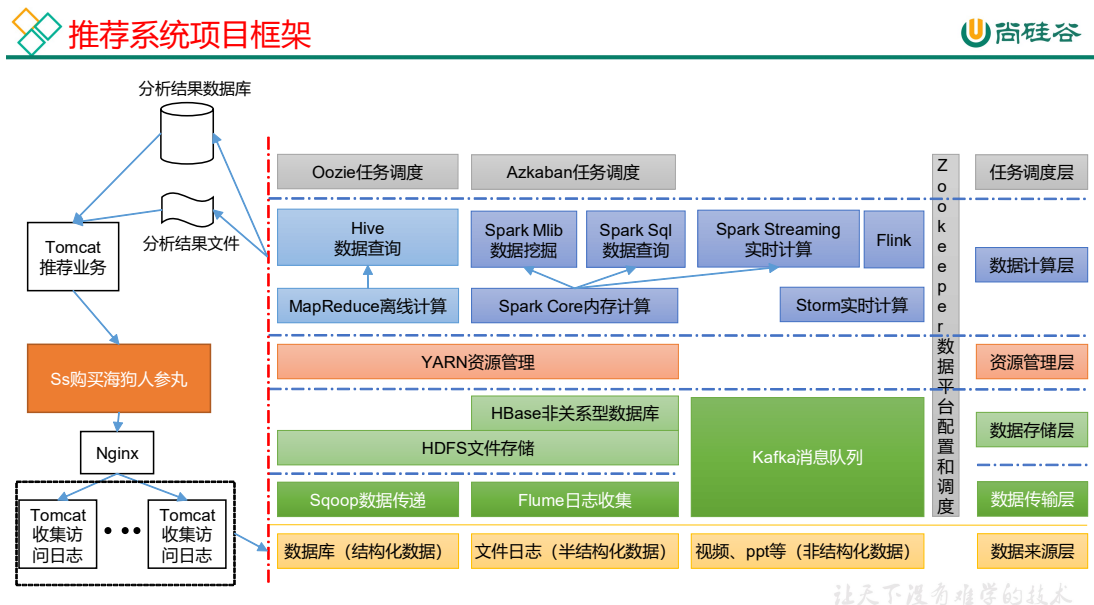 推荐系统项目框架
尚硅谷
分析结果数据库
分析结果文件
Tomcat
推荐业务
Ss购买海狗人参丸
Nginx
Tomcat
收集访
问日志
Tomcat
收集访
问日志
Oozie任务调度
Azkaban任务调度
Zookeeper数据平台配置和调度
任务调度层
Hive
数据查询
Spark Mlib
数据挖掘
Spark Sql
数据查询
Spark Streaming
实时计算
Flink
数据计算层
MapReduce离线计算
Spark Core内存计算
Storm实时计算
YARN资源管理
资源管理层
HBase非关系型数据库
HDFS文件存储
Kafka消息队列
数据存储层
Sqoop数据传递
Flume日志收集
数据传输层
数据库（结构化数据）
文件日志（半结构化数据）
视频、ppt等（非结构化数据）
数据来源层
让天下没有难学的技术